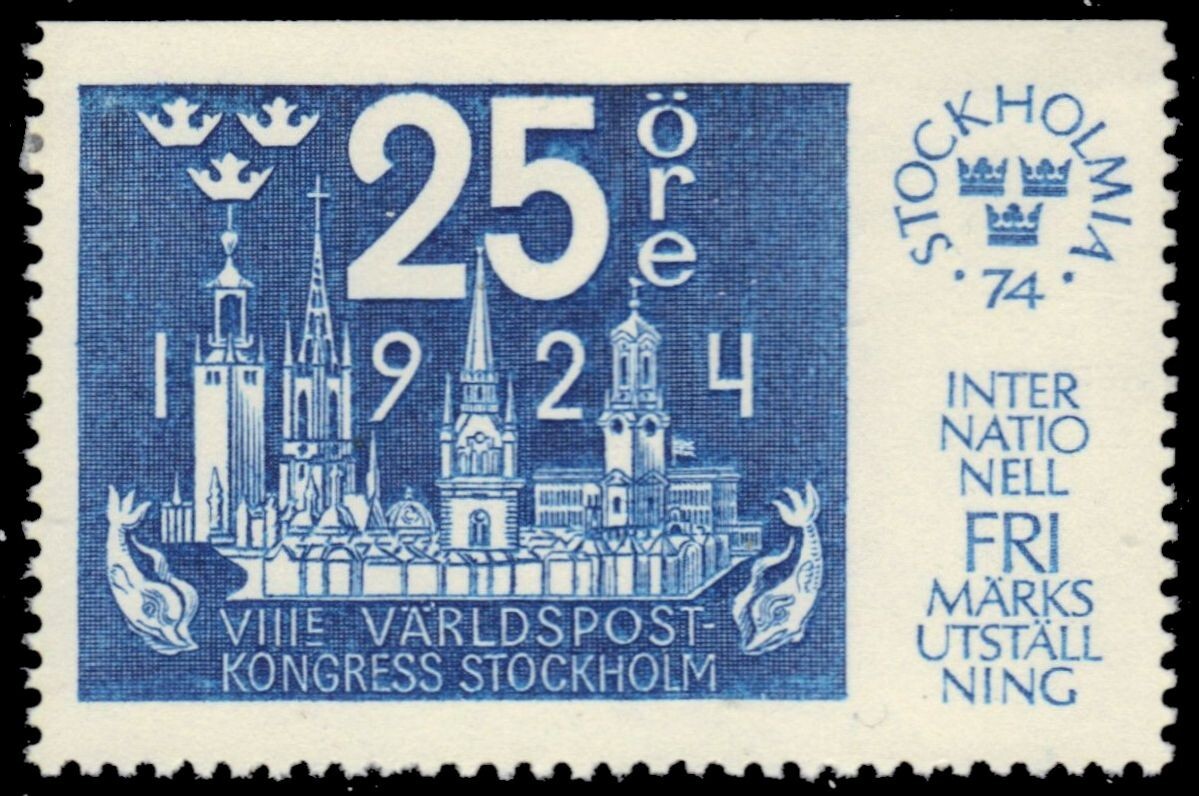 25 öre
1924
VIIIE VÄRLDSPOST-
KONGRESS STOCKHOLM
STOCKHOLMIA
· 74 ·
INTER
NATIO
NELL
FRI
MÄRKS
UTSTÄLL
NING